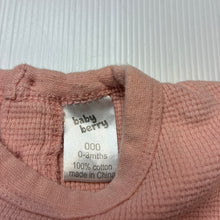 baby
berry
000
0-3mths
100% cotton
made in China